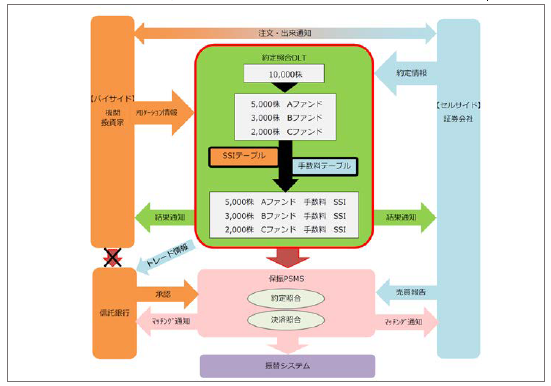 注文・出来通知
約定照合DLT
10,000株
約定情報
【バイサイド】
機関
投資家
アロケーション情報
5,000株 Aファンド
3,000株 Bファンド
2,000株 Cファンド
【セルサイド】
証券会社
SSIテーブル
手数料テーブル
5,000株 Aファンド 手数料 SSI
3,000株 Bファンド 手数料 SSI
2,000株 Cファンド 手数料 SSI
結果通知
結果通知
トレード情報
保振PSMS
信託銀行
承認
約定照合
売買報告
マッチング通知
決済照合
マッチング通知
振替システム